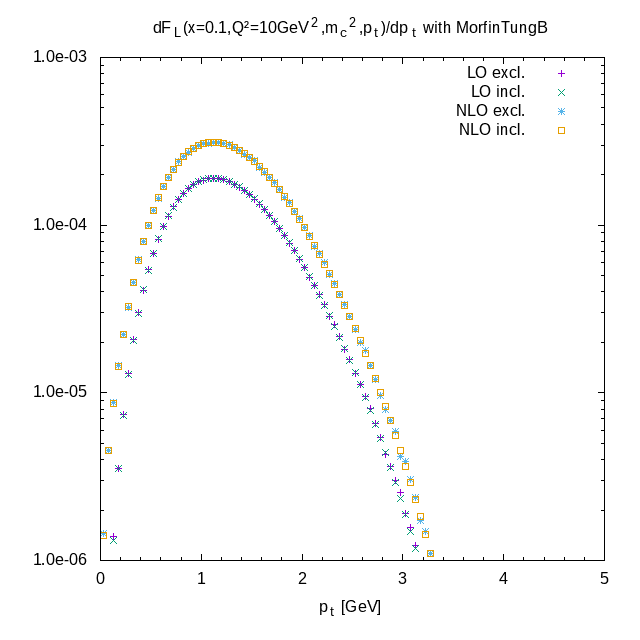 dF_L(x=0.1,Q²=10GeV^2,m_c^2,p_t)/dp_t with MorfinTungB
1.0e-03
LO excl.
LO incl.
NLO excl.
NLO incl.
1.0e-04
1.0e-05
1.0e-06
0 1 2 3 4 5
p_t [GeV]